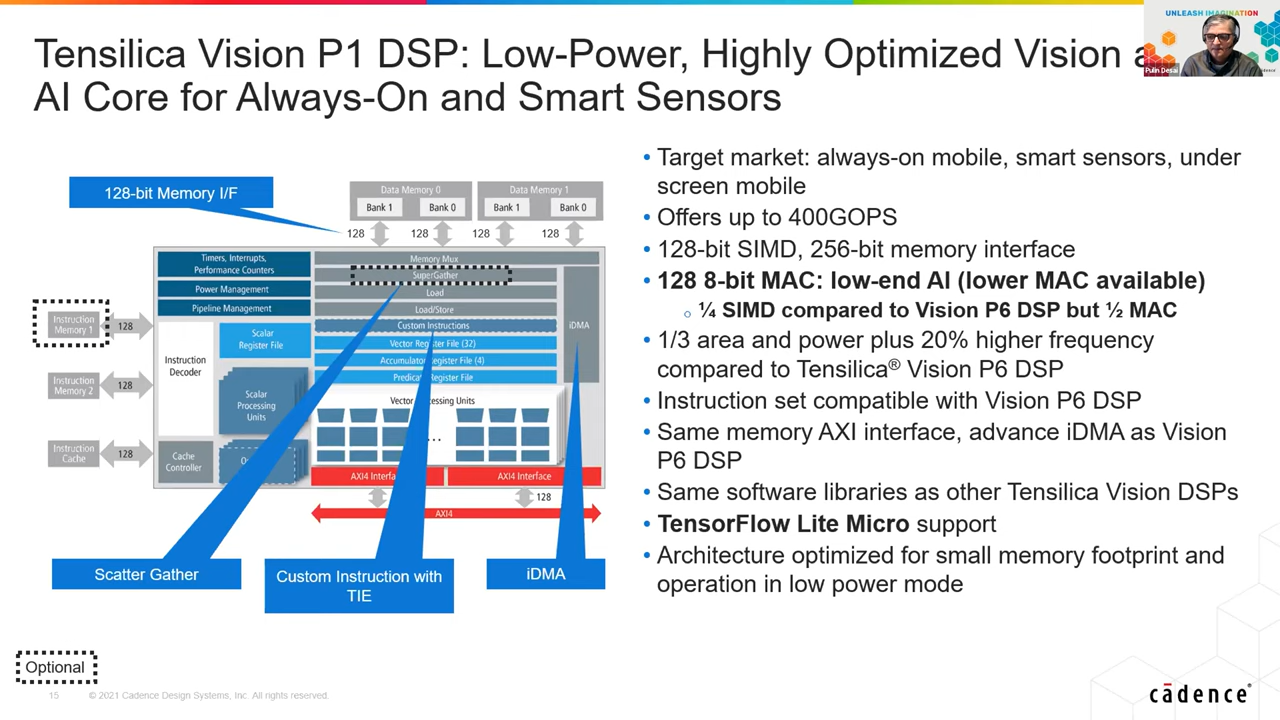 UNLEASH IMAGINATION
Pulin Desai
Tensilica Vision P1 DSP: Low-Power, Highly Optimized Vision a
AI Core for Always-On and Smart Sensors
128-bit Memory I/F
Data Memory 0
Data Memory 1
Bank 1
Bank 0
Bank 1
Bank 0
128
128
128
128
Timers, Interrupts,
Performance Counters
Power Management
Pipeline Management
Memory Mux
SuperGather
Load
Load/Store
Custom Instructions
Vector Register File (32)
Accumulator Register File (4)
iDMA
Instruction
Memory 1
128
Instruction
Memory 2
128
Instruction
Cache
128
Instruction
Decoder
Scalar
Register File
Scalar
Processing
Units
Cache
Controller
AXI4 Interface
AXI4
128
Scatter Gather
Custom Instruction with
TIE
iDMA
• Target market: always-on mobile, smart sensors, under
screen mobile
• Offers up to 400GOPS
• 128-bit SIMD, 256-bit memory interface
• 128 8-bit MAC: low-end AI (lower MAC available)
○ ¼ SIMD compared to Vision P6 DSP but ½ MAC
• 1/3 area and power plus 20% higher frequency
compared to Tensilica® Vision P6 DSP
• Instruction set compatible with Vision P6 DSP
• Same memory AXI interface, advance iDMA as Vision
P6 DSP
• Same software libraries as other Tensilica Vision DSPs
• TensorFlow Lite Micro support
• Architecture optimized for small memory footprint and
operation in low power mode
Optional
15
© 2021 Cadence Design Systems, Inc. All rights reserved.
cādence®